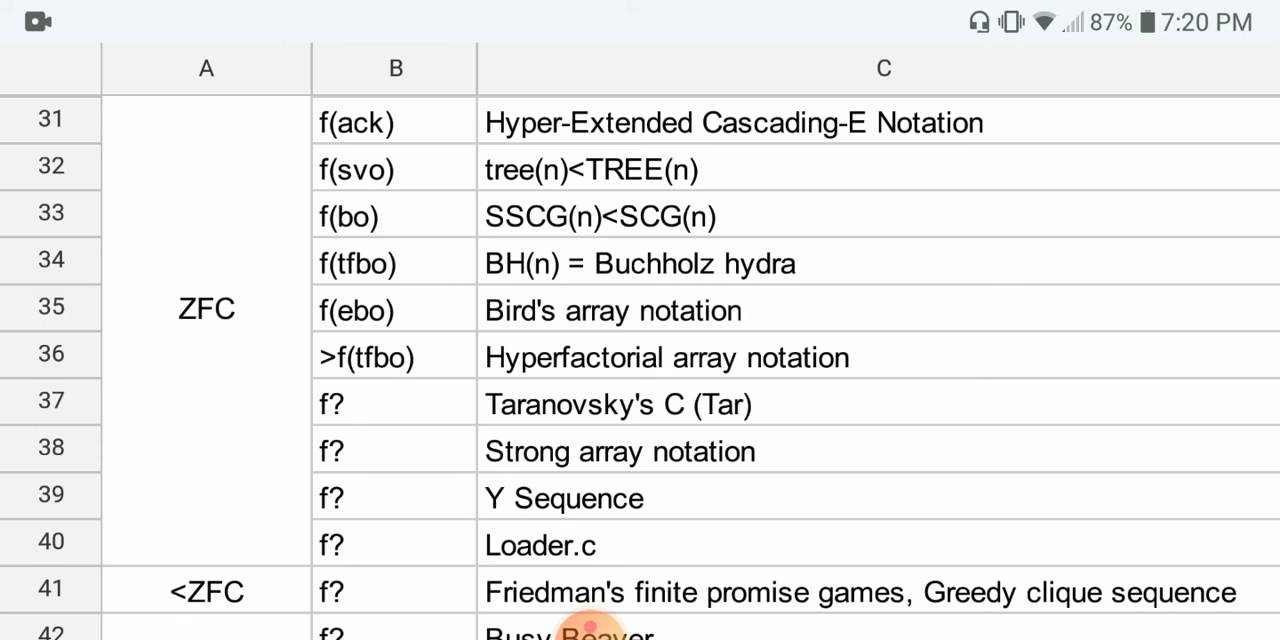 87% 7:20 PM
A B C
31 f(ack) Hyper-Extended Cascading-E Notation
32 f(svo) tree(n)<TREE(n)
33 f(bo) SSCG(n)<SCG(n)
34 f(tfbo) BH(n) = Buchholz hydra
35 ZFC f(ebo) Bird's array notation
36 >f(tfbo) Hyperfactorial array notation
37 f? Taranovsky's C (Tar)
38 f? Strong array notation
39 f? Y Sequence
40 f? Loader.c
41 <ZFC f? Friedman's finite promise games, Greedy clique sequence
42 f? Busy Beaver